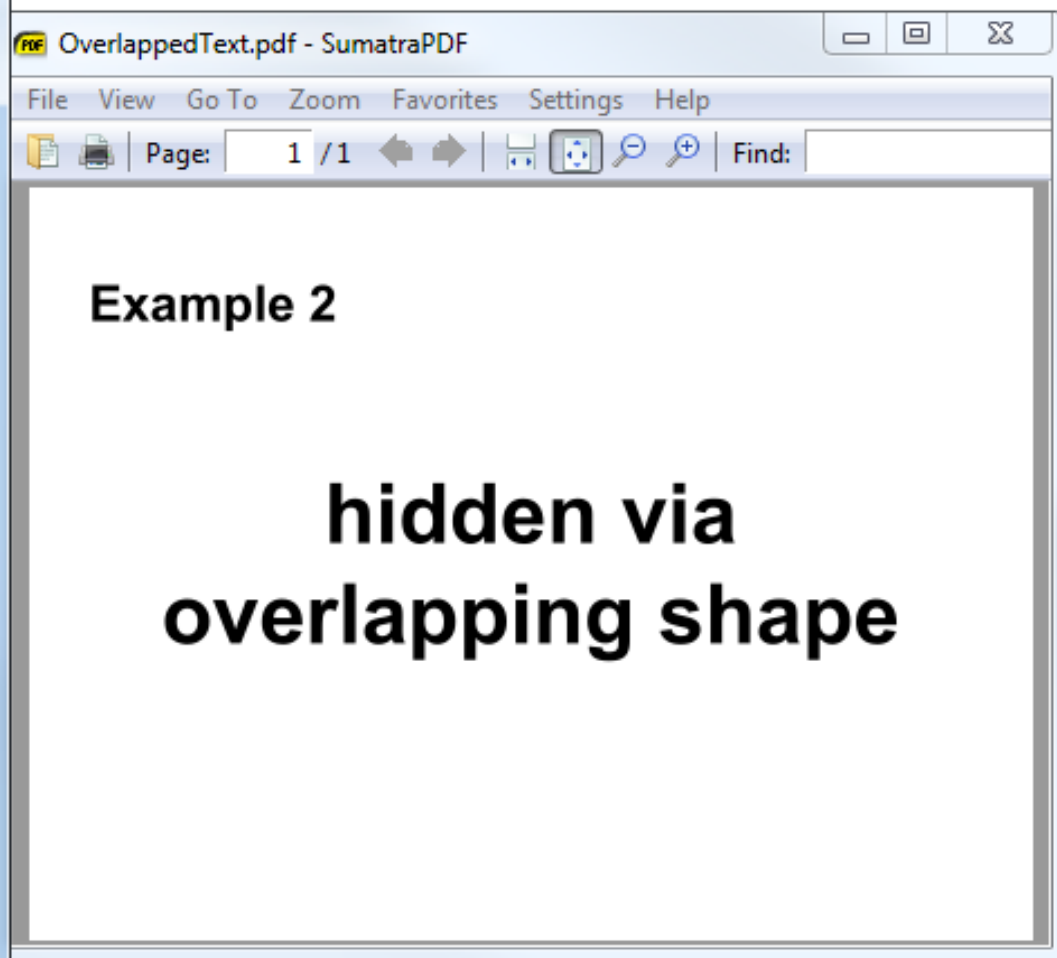 PDF OverlappedText.pdf - SumatraPDF
File View Go To Zoom Favorites Settings Help
Page: 1 / 1 Find:
Example 2
hidden via
overlapping shape